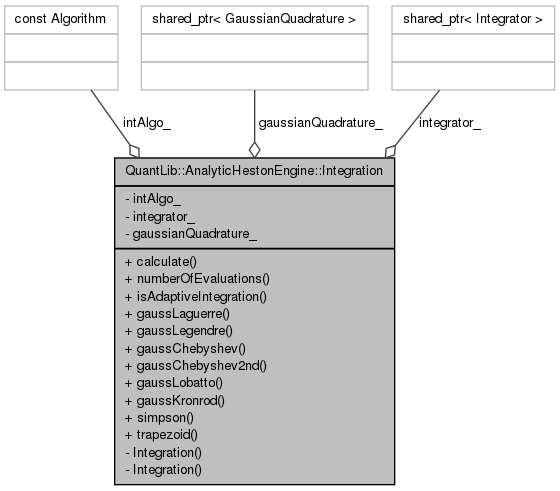 const Algorithm
shared_ptr< GaussianQuadrature >
shared_ptr< Integrator >
intAlgo_
gaussianQuadrature_
integrator_
QuantLib::AnalyticHestonEngine::Integration
- intAlgo_
- integrator_
- gaussianQuadrature_
+ calculate()
+ numberOfEvaluations()
+ isAdaptiveIntegration()
+ gaussLaguerre()
+ gaussLegendre()
+ gaussChebyshev()
+ gaussChebyshev2nd()
+ gaussLobatto()
+ gaussKronrod()
+ simpson()
+ trapezoid()
- Integration()
- Integration()